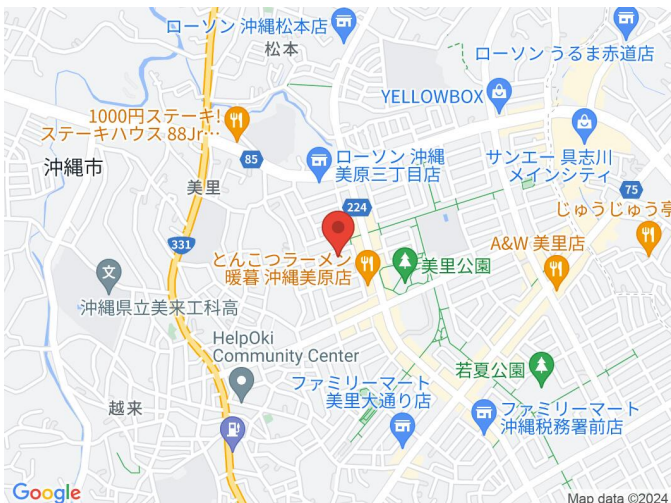 ローソン 沖縄松本店
松本
ローソン うるま赤道店
YELLOWBOX
1000円ステーキ!
ステーキハウス 88Jr…
85
沖縄市
美里
ローソン 沖縄
美原三丁目店
サンエー 具志川
メインシティ
75
224
じゅうじゅう亭
331
とんこつラーメン
暖暮 沖縄美原店
美里公園
A&W 美里店
文
沖縄県立美来工科高
HelpOki
Community Center
若夏公園
越来
ファミリーマート
美里大通り店
ファミリーマート
沖縄税務署前店
Google
Map data ©2024